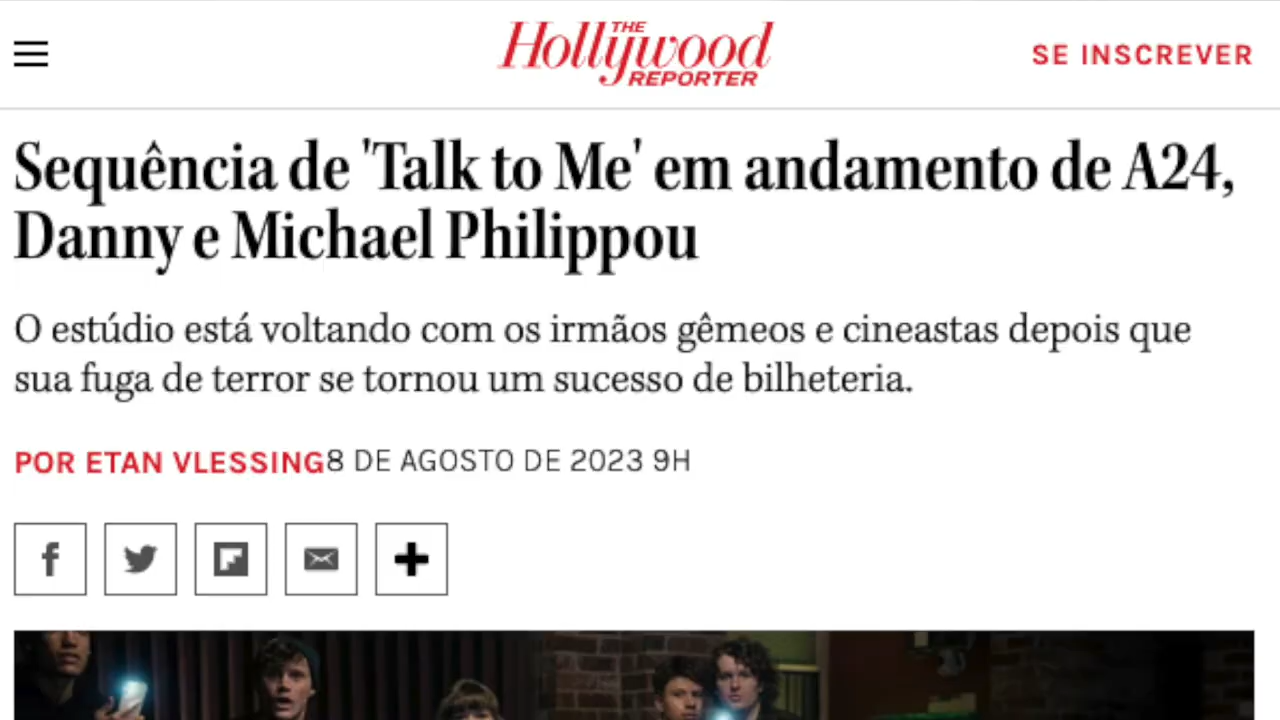 THE
Hollywood
REPORTER
SE INSCREVER
Sequência de 'Talk to Me' em andamento de A24,
Danny e Michael Philippou
O estúdio está voltando com os irmãos gêmeos e cineastas depois que
sua fuga de terror se tornou um sucesso de bilheteria.
POR ETAN VLESSING8 DE AGOSTO DE 2023 9H